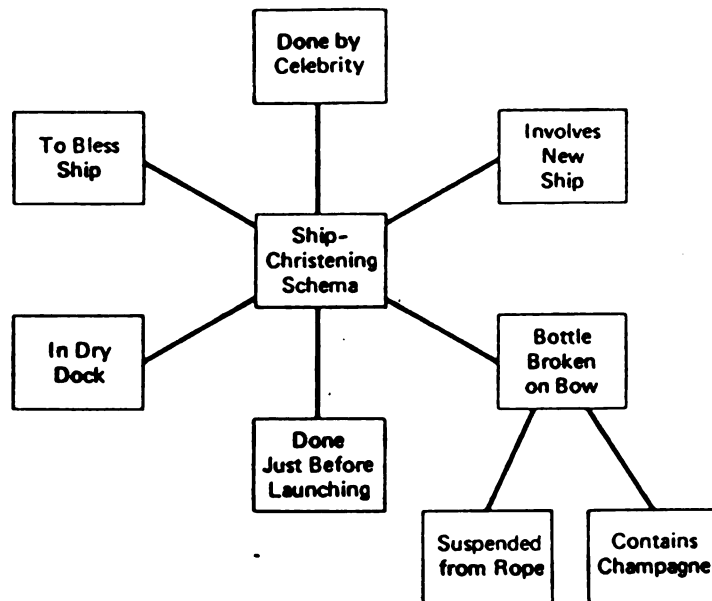 Done by
Celebrity
To Bless
Ship
Involves
New
Ship
Ship-
Christening
Schema
In Dry
Dock
Bottle
Broken
on Bow
Done
Just Before
Launching
Suspended
from Rope
Contains
Champagne